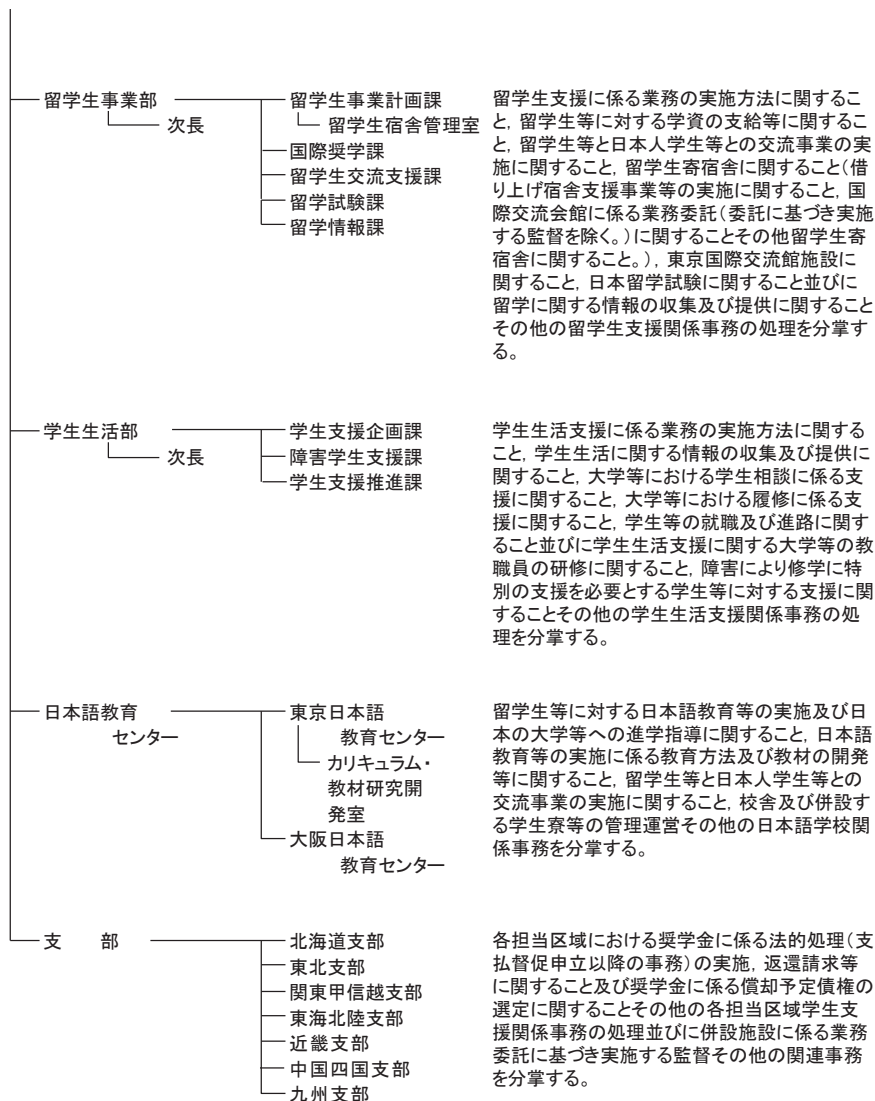 留学生事業部
次長
留学生事業計画課
留学生宿舎管理室
国際奨学課
留学生交流支援課
留学試験課
留学情報課
留学生支援に係る業務の実施方法に関するこ
と, 留学生等に対する学資の支給等に関するこ
と, 留学生等と日本人学生等との交流事業の実
施に関すること, 留学生寄宿舎に関すること(借
り上げ宿舎支援事業等の実施に関すること, 国
際交流会館に係る業務委託(委託に基づき実施
する監督を除く。)に関することその他留学生寄
宿舎に関すること。), 東京国際交流館施設に
関すること, 日本留学試験に関すること並びに
留学に関する情報の収集及び提供に関すること
その他の留学生支援関係事務の処理を分掌す
る。
学生生活部
次長
学生支援企画課
障害学生支援課
学生支援推進課
学生生活支援に係る業務の実施方法に関する
こと, 学生生活に関する情報の収集及び提供に
関すること, 大学等における学生相談に係る支
援に関すること, 大学等における履修に係る支
援に関すること, 学生等の就職及び進路に関す
ること並びに学生生活支援に関する大学等の教
職員の研修に関すること, 障害により修学に特
別の支援を必要とする学生等に対する支援に関
することその他の学生生活支援関係事務の処
理を分掌する。
日本語教育
センター
東京日本語
教育センター
カリキュラム・
教材研究開
発室
大阪日本語
教育センター
留学生等に対する日本語教育等の実施及び日
本の大学等への進学指導に関すること, 日本語
教育等の実施に係る教育方法及び教材の開発
等に関すること, 留学生等と日本人学生等との
交流事業の実施に関すること, 校舎及び併設す
る学生寮等の管理運営その他の日本語学校関
係事務を分掌する。
支 部
北海道支部
東北支部
関東甲信越支部
東海北陸支部
近畿支部
中国四国支部
九州支部
各担当区域における奨学金に係る法的処理(支
払督促申立以降の事務)の実施, 返還請求等
に関すること及び奨学金に係る償却予定債権の
選定に関することその他の各担当区域学生支
援関係事務の処理並びに併設施設に係る業務
委託に基づき実施する監督その他の関連事務
を分掌する。